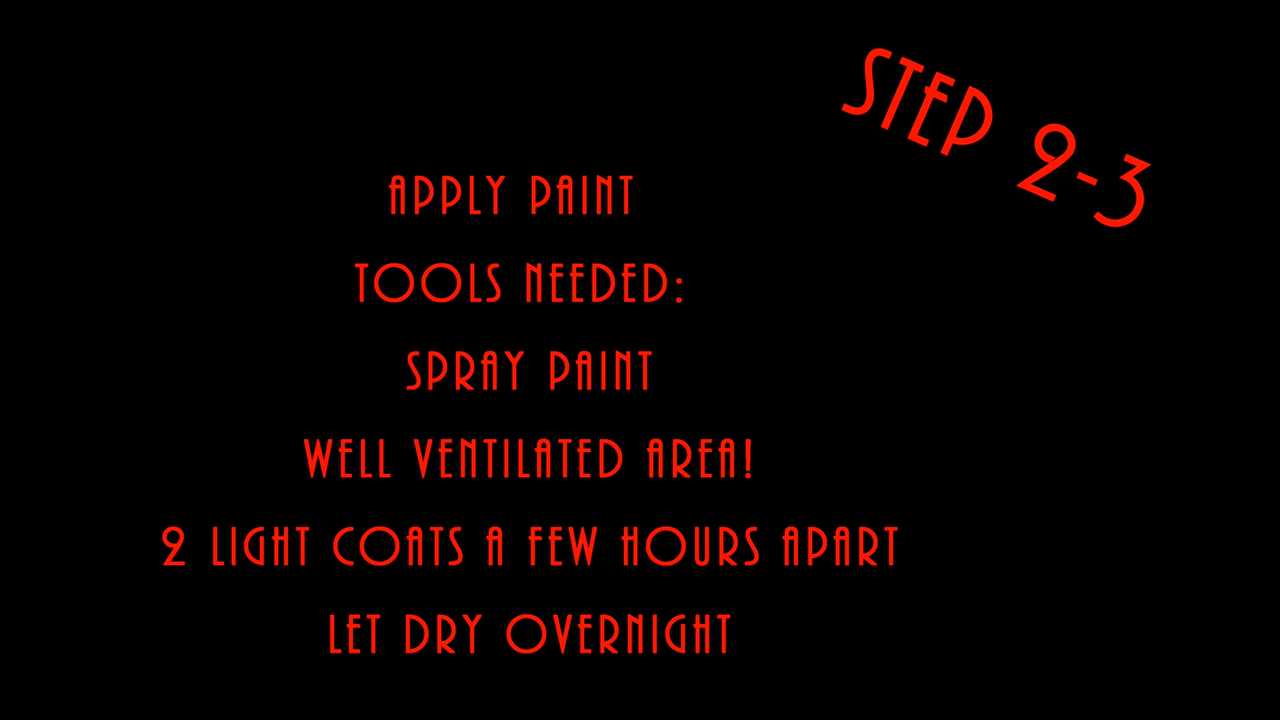 STEP 2-3
APPLY PAINT
TOOLS NEEDED:
SPRAY PAINT
WELL VENTILATED AREA!
2 LIGHT COATS A FEW HOURS APART
LET DRY OVERNIGHT